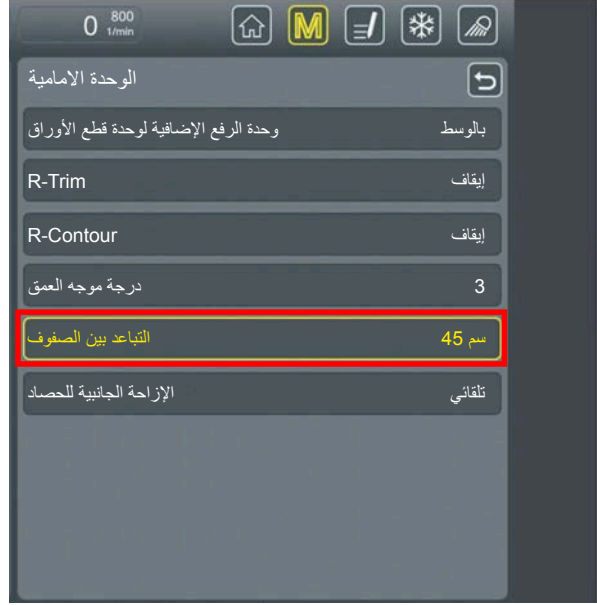 0 800 1/min M
الوحدة الامامية
وحدة الرفع الإضافية لوحدة قطع الأوراق بالوسط
R-Trim إيقاف
R-Contour إيقاف
درجة موجه العمق 3
التباعد بين الصفوف 45 سم
الإزاحة الجانبية للحصاد تلقائي